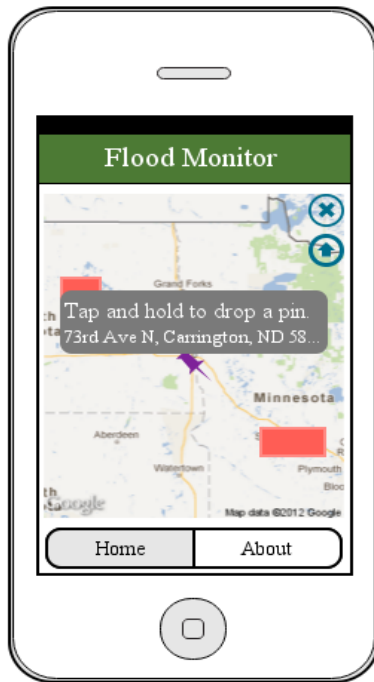 Flood Monitor
Grand Forks
Tap and hold to drop a pin.
73rd Ave N, Carrington, ND 58...
Minnesota
Aberdeen
Watertown
Plymouth
Google
Map data ©2012 Google
Home
About